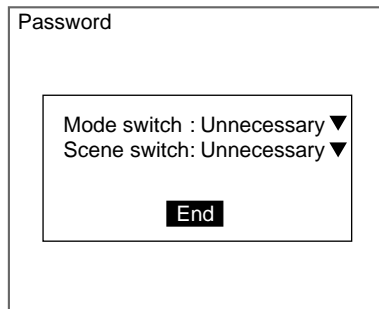 Password
Mode switch : Unnecessary ▼
Scene switch: Unnecessary ▼
End